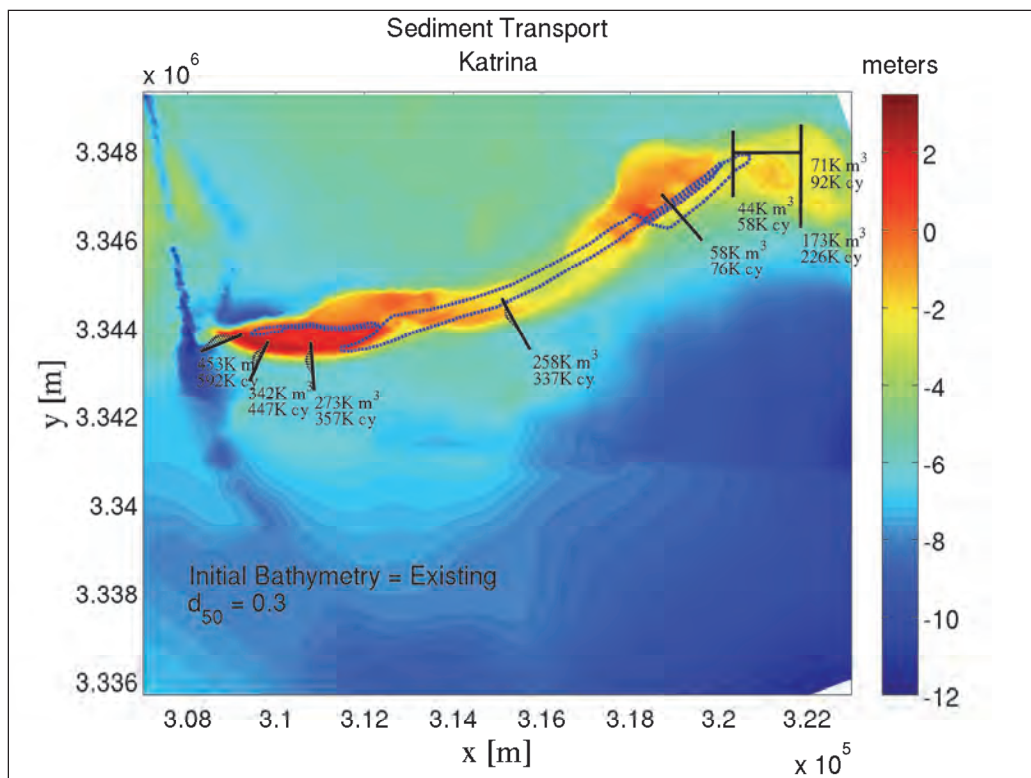 Sediment Transport
Katrina
x 10^6
meters
3.348
3.346
3.344
3.342
3.34
3.338
3.336
y [m]
71K m³
92K cy
44K m³
58K cy
173K m³
226K cy
58K m³
76K cy
258K m³
337K cy
453K m³
592K cy
342K m³
447K cy
273K m³
357K cy
Initial Bathymetry = Existing
d₅₀ = 0.3
2
0
-2
-4
-6
-8
-10
-12
3.08 3.1 3.12 3.14 3.16 3.18 3.2 3.22
x [m]
x 10^5